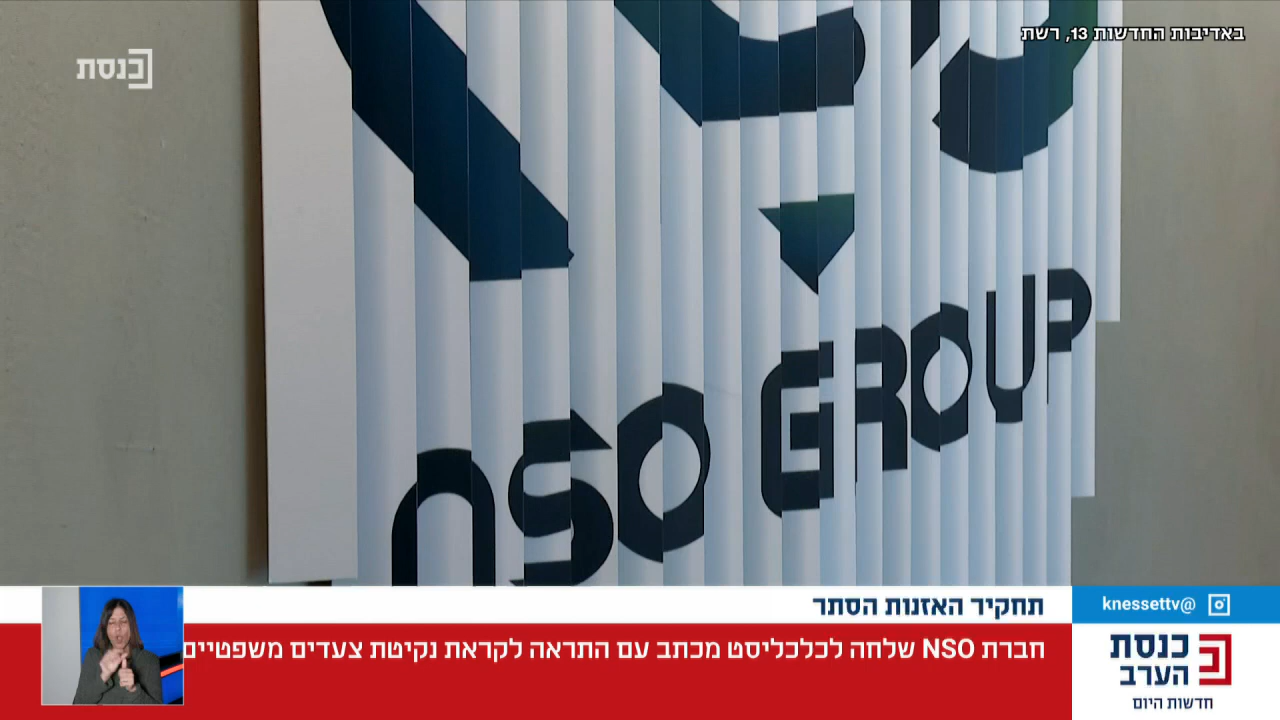 באדיבות החדשות 13, רשת
כנסת
NSO GROUP
תחקיר האזנות הסתר
חברת NSO שלחה לכלכליסט מכתב עם התראה לקראת נקיטת צעדים משפטיים
knessettv@
כנסת
הערב
חדשות היום